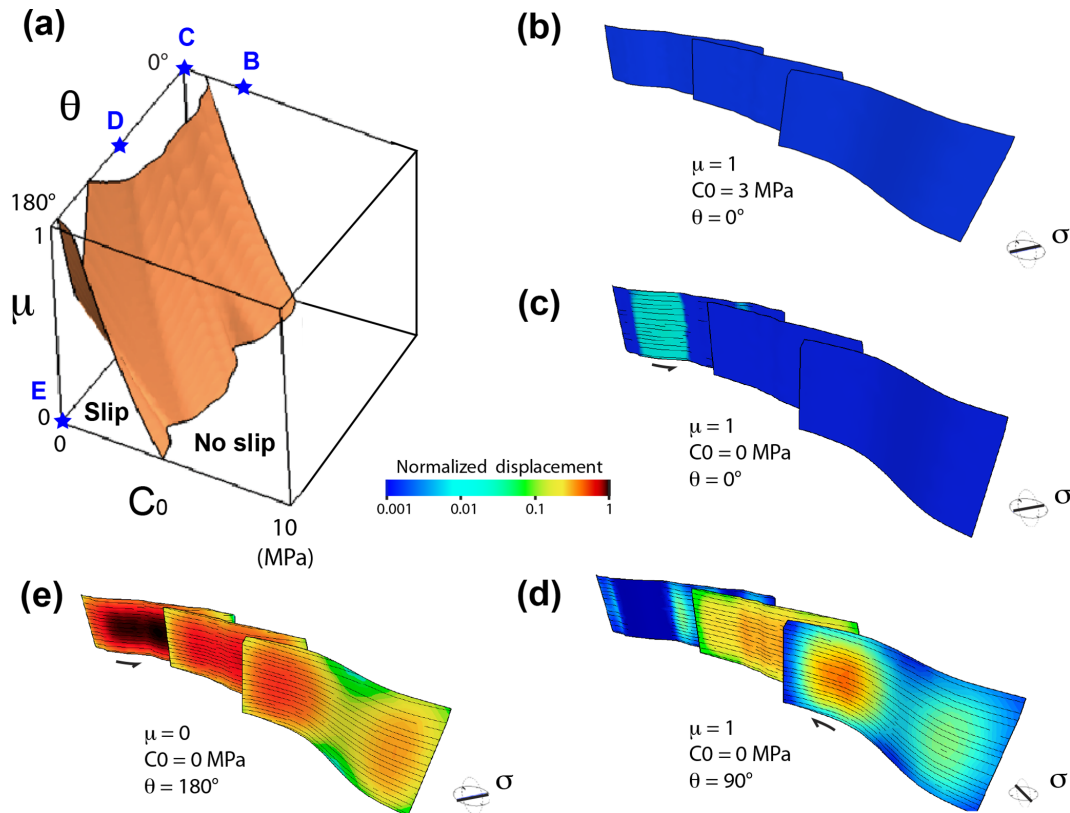 (a)
C
B
0°
θ
D
180°
1
μ
E
0
0
Slip
No slip
C0
10
(MPa)
Normalized displacement
0.001 0.01 0.1 1
(b)
μ = 1
C0 = 3 MPa
θ = 0°
σ
(c)
μ = 1
C0 = 0 MPa
θ = 0°
σ
(e)
μ = 0
C0 = 0 MPa
θ = 180°
σ
(d)
μ = 1
C0 = 0 MPa
θ = 90°
σ